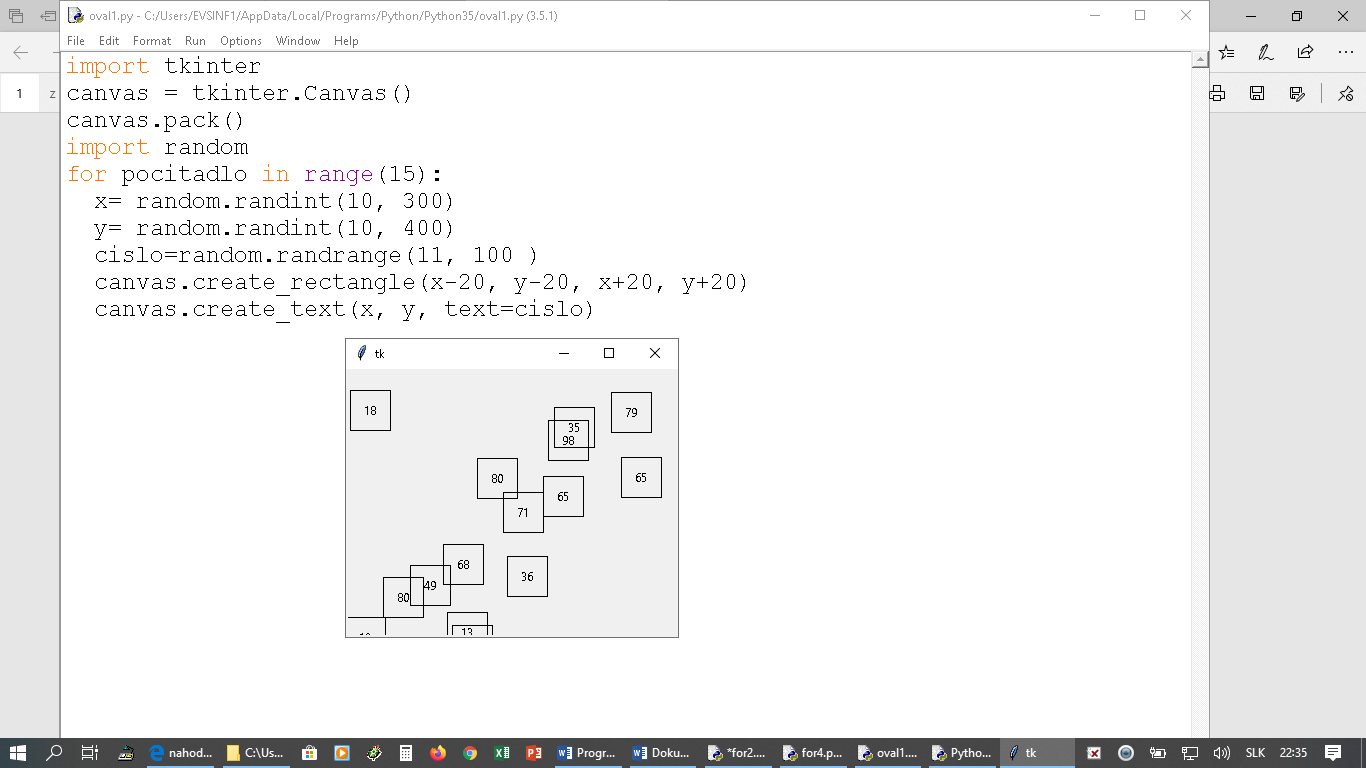 oval1.py - C:/Users/EVSINF1/AppData/Local/Programs/Python/Python35/oval1.py (3.5.1)
File Edit Format Run Options Window Help
1 z
import tkinter
canvas = tkinter.Canvas()
canvas.pack()
import random
for pocitadlo in range(15):
x= random.randint(10, 300)
y= random.randint(10, 400)
cislo=random.randrange(11, 100 )
canvas.create_rectangle(x-20, y-20, x+20, y+20)
canvas.create_text(x, y, text=cislo)
tk
18
79
35
98
80
65
65
71
68
36
49
80
13
nahod... C:\Us... Progr... Doku... *for2.... for4.p... oval1.... Pytho... tk SLK 22:35